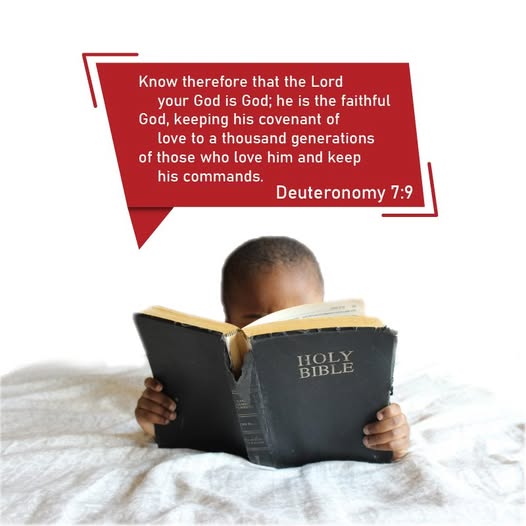 Know therefore that the Lord
your God is God; he is the faithful
God, keeping his covenant of
love to a thousand generations
of those who love him and keep
his commands.
Deuteronomy 7:9
HOLY
BIBLE